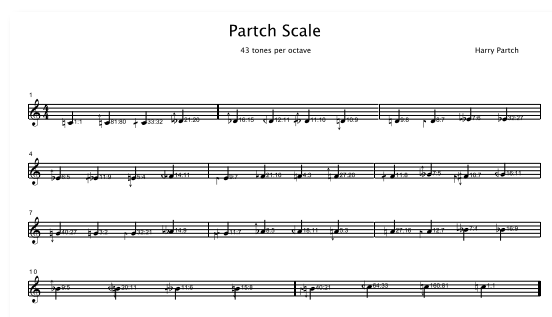 Partch Scale
43 tones per octave
Harry Partch
1
1:1 81:80 33:32 21:20 16:15 12:11 11:10 10:9 9:8 8:7 7:6 32:27
4
6:5 11:9 5:4 14:11 9:7 21:16 4:3 27:20 11:8 7:5 10:7 16:11
7
40:27 3:2 32:21 14:9 11:7 8:5 18:11 5:3 27:16 12:7 7:4 16:9
10
9:5 20:11 11:6 15:8 40:21 64:33 160:81 1:1